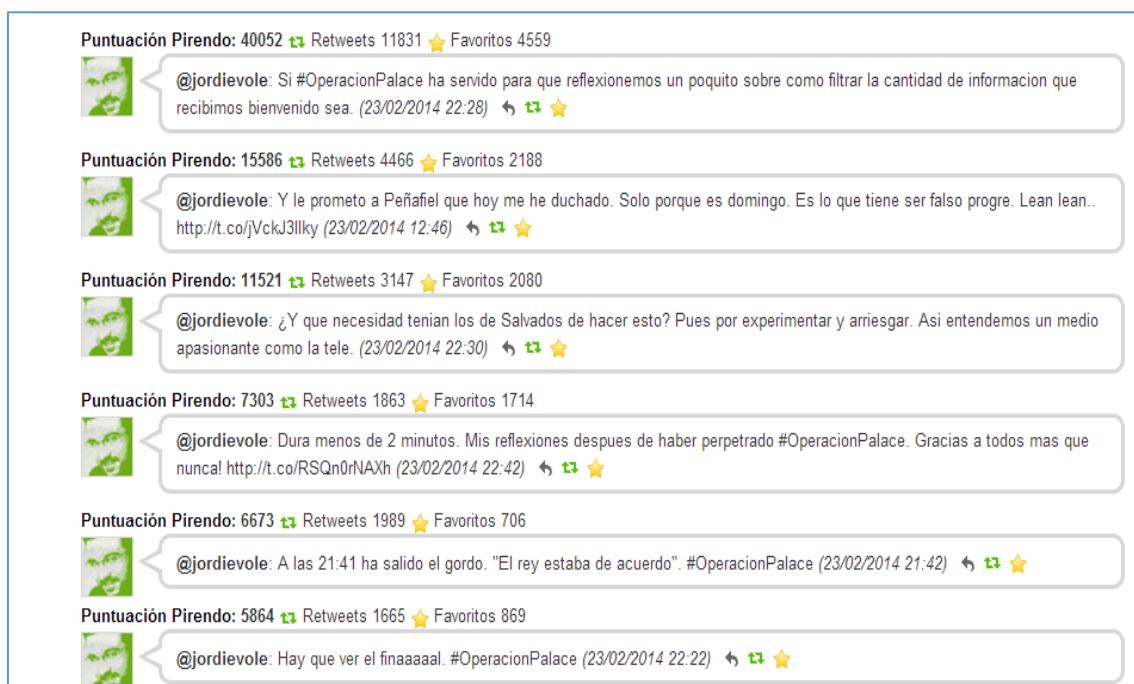 Puntuación Pirendo: 40052 Retweets 11831 Favoritos 4559
@jordievole: Si #OperacionPalace ha servido para que reflexionemos un poquito sobre como filtrar la cantidad de informacion que
recibimos bienvenido sea. (23/02/2014 22:28)
Puntuación Pirendo: 15586 Retweets 4466 Favoritos 2188
@jordievole: Y le prometo a Peñafiel que hoy me he duchado. Solo porque es domingo. Es lo que tiene ser falso progre. Lean lean..
http://t.co/jVckJ3lIky (23/02/2014 12:46)
Puntuación Pirendo: 11521 Retweets 3147 Favoritos 2080
@jordievole: ¿Y que necesidad tenian los de Salvados de hacer esto? Pues por experimentar y arriesgar. Asi entendemos un medio
apasionante como la tele. (23/02/2014 22:30)
Puntuación Pirendo: 7303 Retweets 1863 Favoritos 1714
@jordievole: Dura menos de 2 minutos. Mis reflexiones despues de haber perpetrado #OperacionPalace. Gracias a todos mas que
nunca! http://t.co/RSQn0rNAXh (23/02/2014 22:42)
Puntuación Pirendo: 6673 Retweets 1989 Favoritos 706
@jordievole: A las 21:41 ha salido el gordo. "El rey estaba de acuerdo". #OperacionPalace (23/02/2014 21:42)
Puntuación Pirendo: 5864 Retweets 1665 Favoritos 869
@jordievole: Hay que ver el finaaaaal. #OperacionPalace (23/02/2014 22:22)